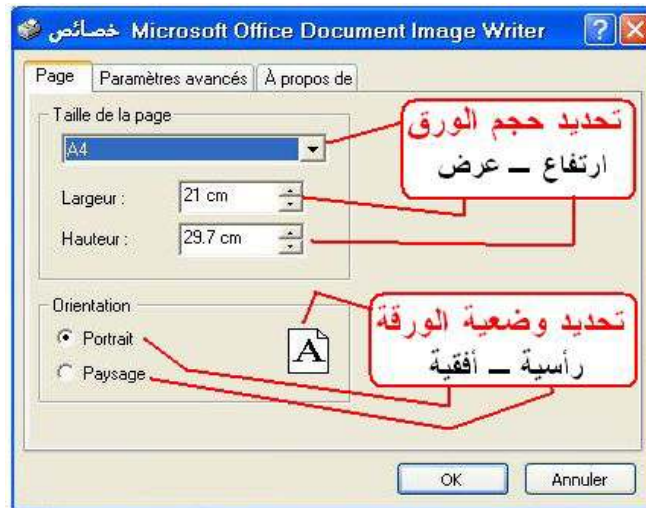 خصائص Microsoft Office Document Image Writer
Page
Paramètres avancés
À propos de
Taille de la page
A4
Largeur :
21 cm
Hauteur :
29.7 cm
تحديد حجم الورق
ارتفاع – عرض
Orientation
Portrait
Paysage
A
تحديد وضعية الورقة
رأسية – أفقية
OK
Annuler